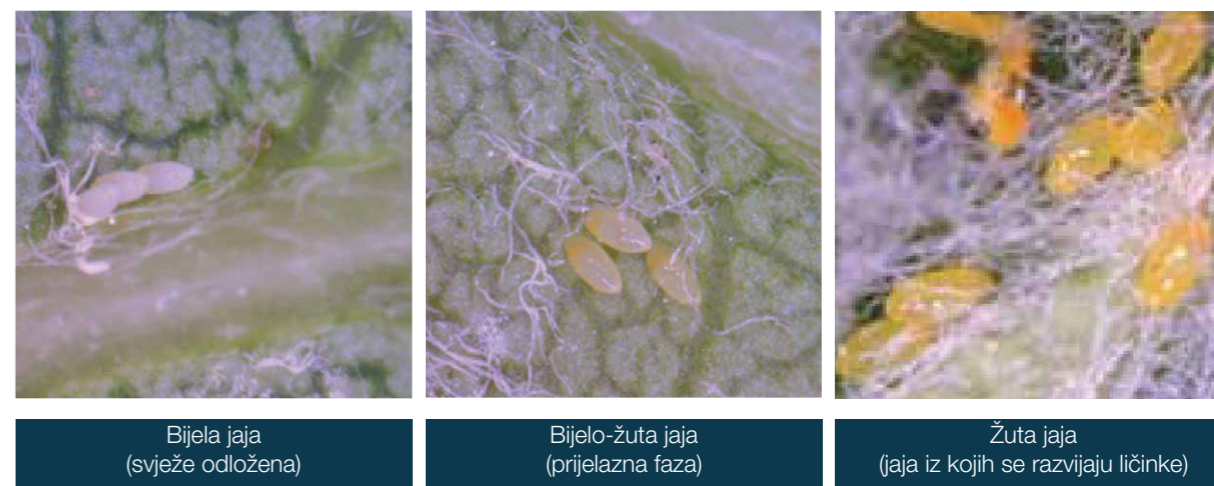 Bijela jaja
(svježe odložena)
Bijelo-žuta jaja
(prijelazna faza)
Žuta jaja
(jaja iz kojih se razvijaju ličinke)